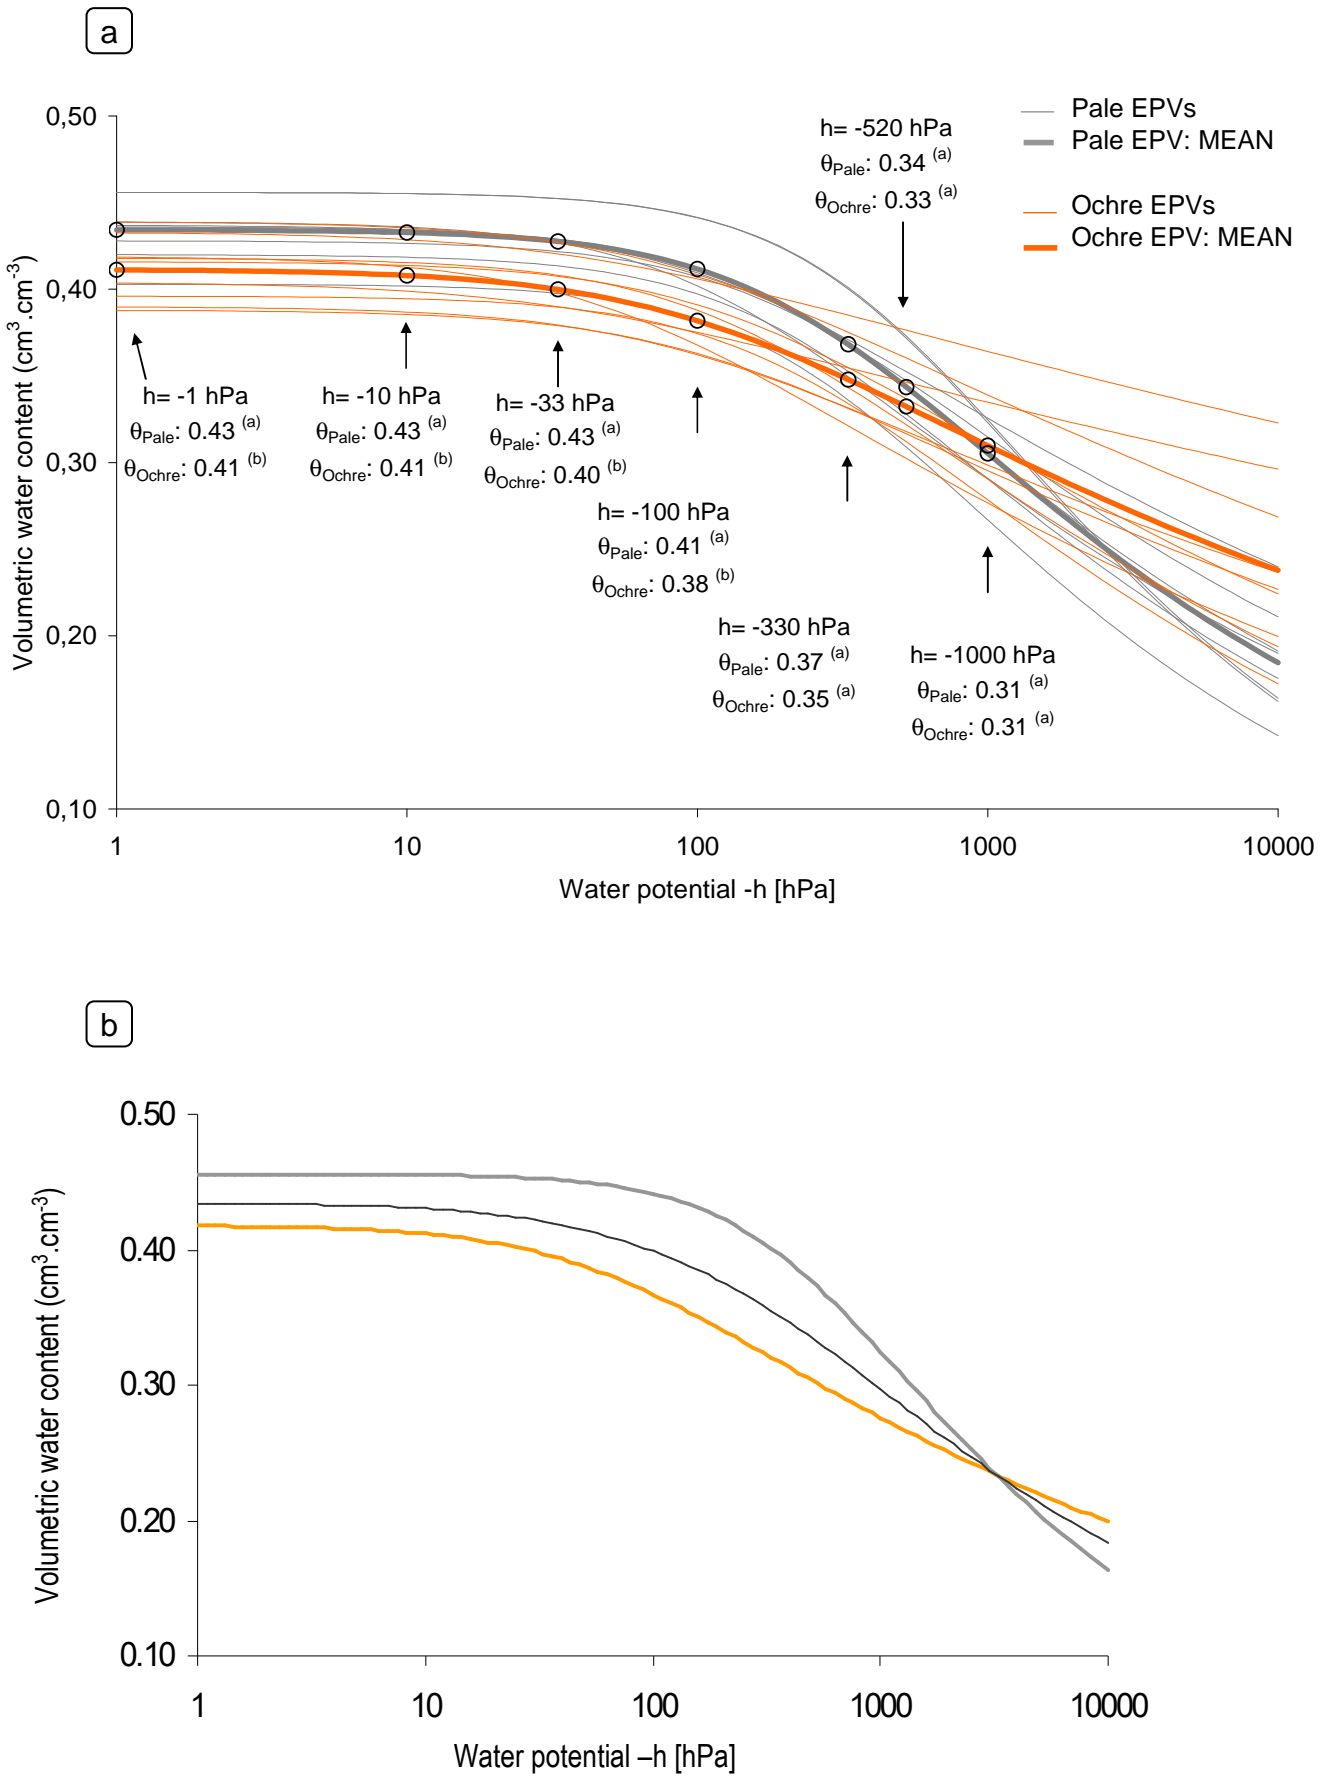 a
0,50
0,40
0,30
0,20
0,10
Volumetric water content (cm³.cm⁻³)
1
10
100
1000
10000
Water potential -h [hPa]
Pale EPVs
Pale EPV: MEAN
Ochre EPVs
Ochre EPV: MEAN
h= -1 hPa
θPale: 0.43 (a)
θOchre: 0.41 (b)
h= -10 hPa
θPale: 0.43 (a)
θOchre: 0.41 (b)
h= -33 hPa
θPale: 0.43 (a)
θOchre: 0.40 (b)
h= -100 hPa
θPale: 0.41 (a)
θOchre: 0.38 (b)
h= -330 hPa
θPale: 0.37 (a)
θOchre: 0.35 (a)
h= -520 hPa
θPale: 0.34 (a)
θOchre: 0.33 (a)
h= -1000 hPa
θPale: 0.31 (a)
θOchre: 0.31 (a)
b
0.50
0.40
0.30
0.20
0.10
Volumetric water content (cm³.cm⁻³)
1
10
100
1000
10000
Water potential –h [hPa]